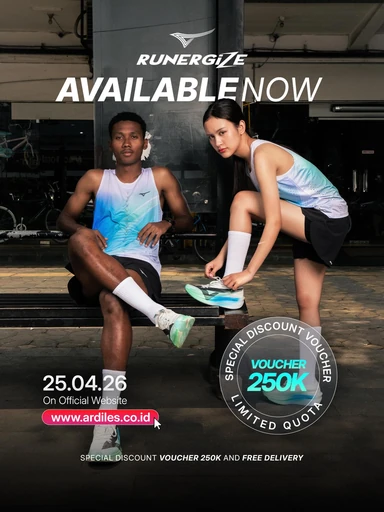 RUNERGIZE
AVAILABLE NOW
25.04.26
On Official Website
www.ardiles.co.id
SPECIAL DISCOUNT VOUCHER
VOUCHER
250K
LIMITED QUOTA
SPECIAL DISCOUNT VOUCHER 250K AND FREE DELIVERY